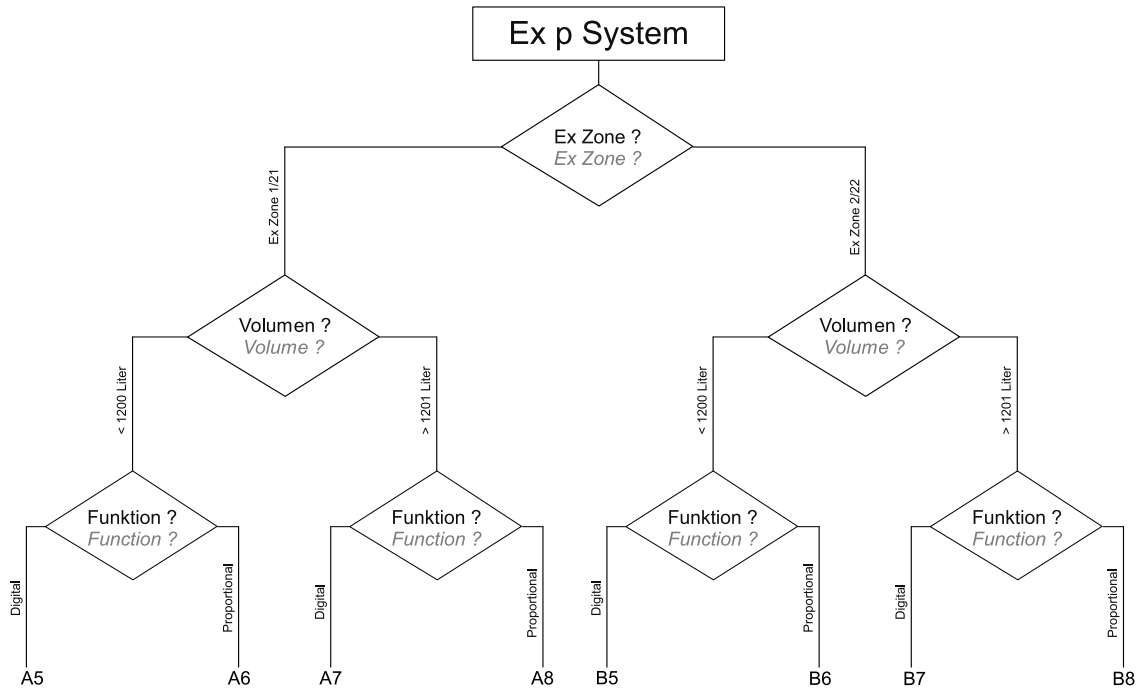 Ex p System
Ex Zone ?
Ex Zone ?
Ex Zone 1/21
Ex Zone 2/22
Volumen ?
Volume ?
Volumen ?
Volume ?
< 1200 Liter
> 1201 Liter
< 1200 Liter
> 1201 Liter
Funktion ?
Function ?
Funktion ?
Function ?
Funktion ?
Function ?
Funktion ?
Function ?
Digital
Proportional
Digital
Proportional
Digital
Proportional
Digital
Proportional
A5
A6
A7
A8
B5
B6
B7
B8